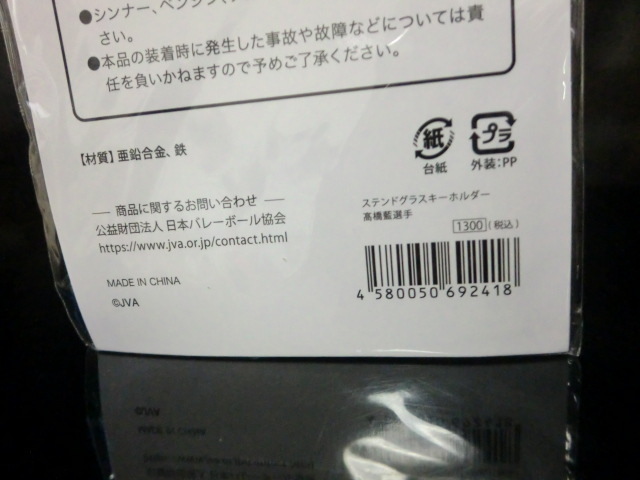 ●シンナー、ベンジン
さい。
●本品の装着時に発生した事故や故障などについては責
任を負いかねますので予めご了承ください。
【材質】亜鉛合金、鉄
紙
台紙
プラ
外装:PP
商品に関するお問い合わせ
公益財団法人 日本バレーボール協会
https://www.jva.or.jp/contact.html
ステンドグラスキーホルダー
髙橋藍選手
1300(税込)
4 580050 692418
MADE IN CHINA
©JVA